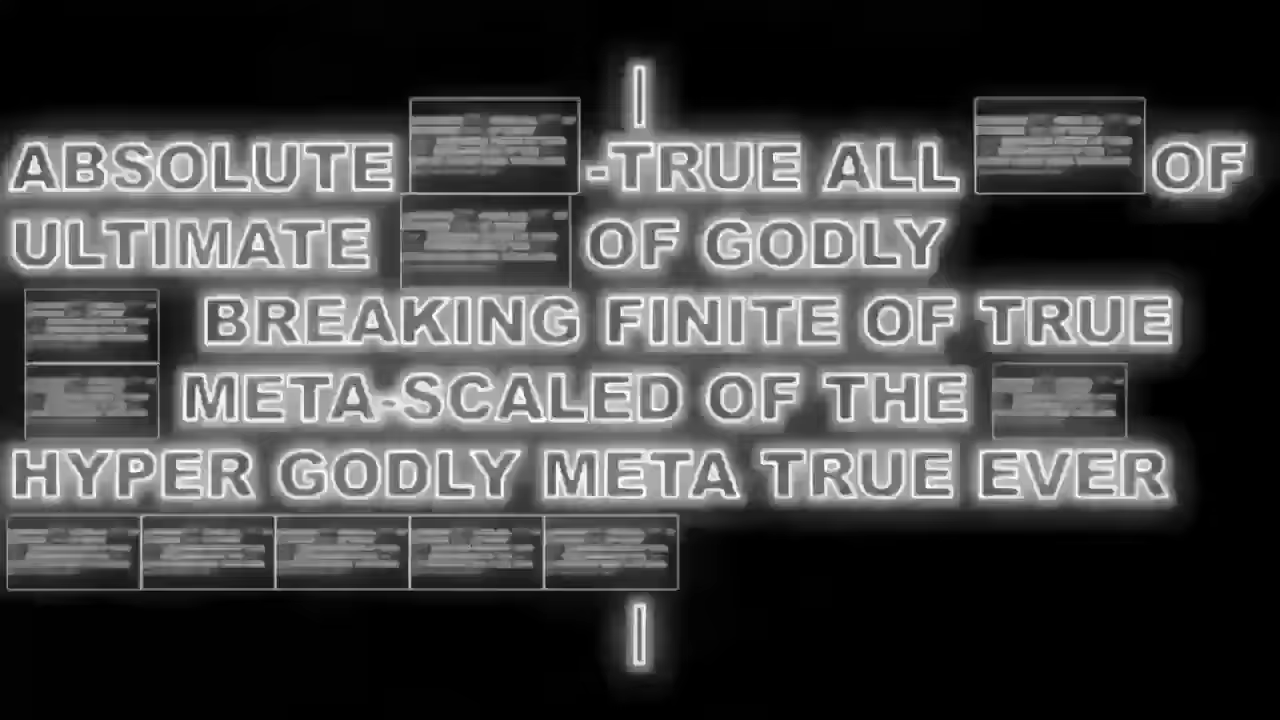 |
ABSOLUTE -TRUE ALL OF
ULTIMATE OF GODLY
BREAKING FINITE OF TRUE
META-SCALED OF THE
HYPER GODLY META TRUE EVER
|